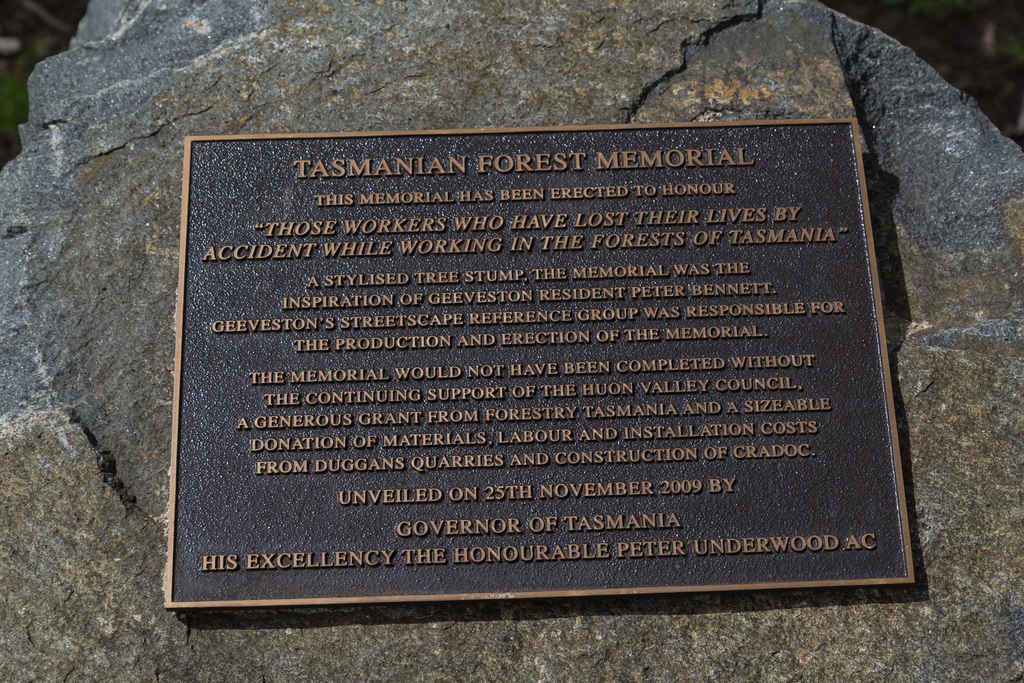 TASMANIAN FOREST MEMORIAL
THIS MEMORIAL HAS BEEN ERECTED TO HONOUR
"THOSE WORKERS WHO HAVE LOST THEIR LIVES BY
ACCIDENT WHILE WORKING IN THE FORESTS OF TASMANIA"
A STYLISED TREE STUMP, THE MEMORIAL WAS THE
INSPIRATION OF GEEVESTON RESIDENT PETER BENNETT.
GEEVESTON'S STREETSCAPE REFERENCE GROUP WAS RESPONSIBLE FOR
THE PRODUCTION AND ERECTION OF THE MEMORIAL.
THE MEMORIAL WOULD NOT HAVE BEEN COMPLETED WITHOUT
THE CONTINUING SUPPORT OF THE HUON VALLEY COUNCIL,
A GENEROUS GRANT FROM FORESTRY TASMANIA AND A SIZEABLE
DONATION OF MATERIALS, LABOUR AND INSTALLATION COSTS
FROM DUGGANS QUARRIES AND CONSTRUCTION OF CRADOC.
UNVEILED ON 25TH NOVEMBER 2009 BY
GOVERNOR OF TASMANIA
HIS EXCELLENCY THE HONOURABLE PETER UNDERWOOD AC